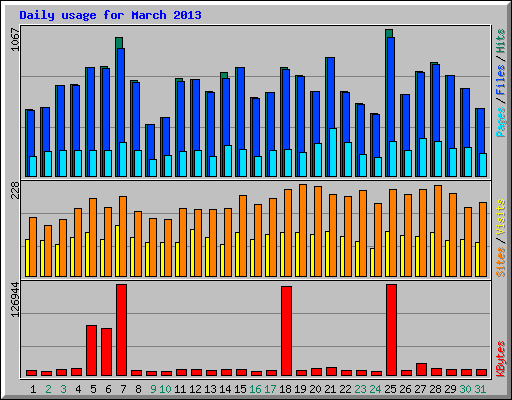 Daily usage for March 2013
1067
Pages / Files / Hits
228
Sites / Visits
126944
KBytes
1 2 3 4 5 6 7 8 9 10 11 12 13 14 15 16 17 18 19 20 21 22 23 24 25 26 27 28 29 30 31